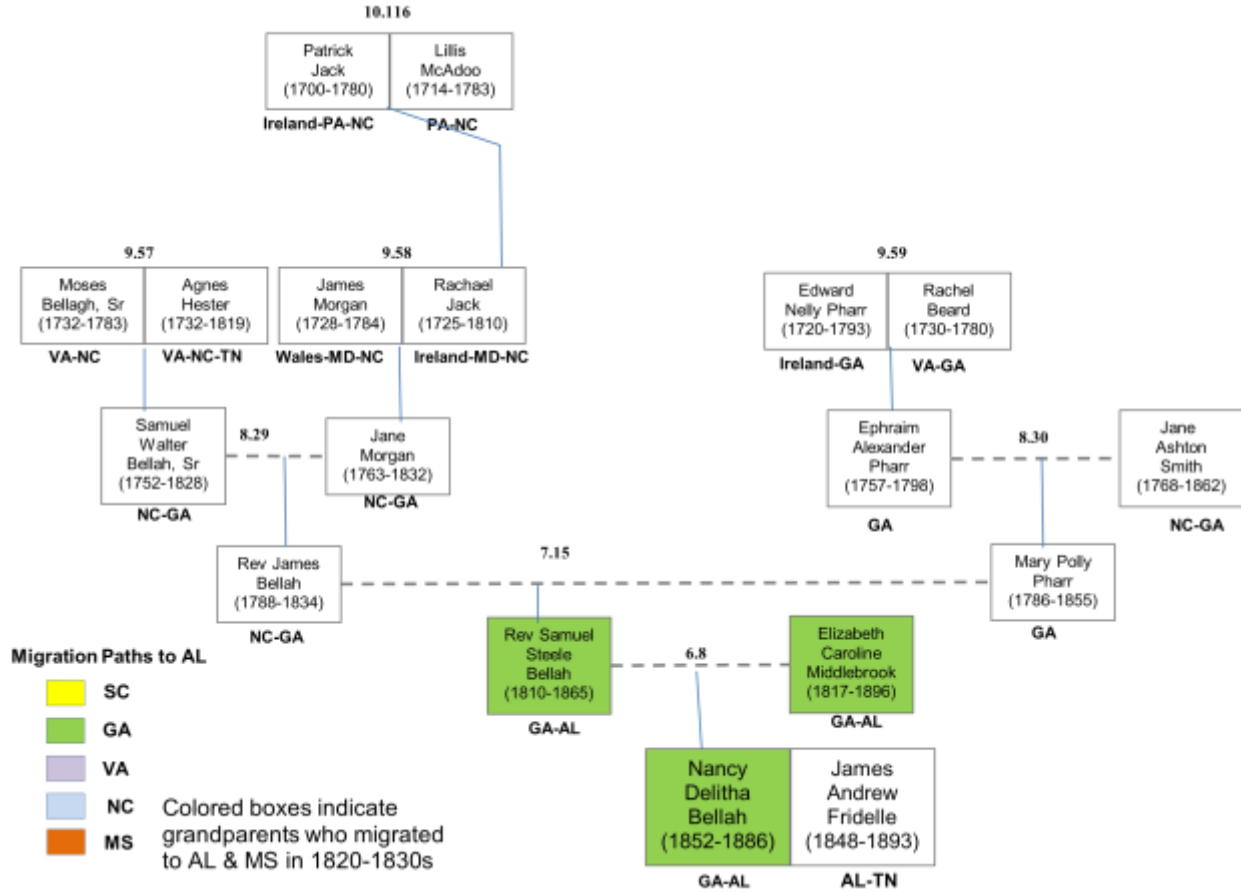 10.116
Patrick
Jack
(1700-1780)
Lillis
McAdoo
(1714-1783)
Ireland-PA-NC
PA-NC
9.57
Moses
Bellagh, Sr
(1732-1783)
Agnes
Hester
(1732-1819)
VA-NC
VA-NC-TN
9.58
James
Morgan
(1728-1784)
Rachael
Jack
(1725-1810)
Wales-MD-NC
Ireland-MD-NC
9.59
Edward
Nelly Pharr
(1720-1793)
Rachel
Beard
(1730-1780)
Ireland-GA
VA-GA
Samuel
Walter
Bellah, Sr
(1752-1828)
NC-GA
8.29
Jane
Morgan
(1763-1832)
NC-GA
Ephraim
Alexander
Pharr
(1757-1798)
GA
8.30
Jane
Ashton
Smith
(1768-1862)
NC-GA
Rev James
Bellah
(1788-1834)
NC-GA
7.15
Mary Polly
Pharr
(1786-1855)
GA
Rev Samuel
Steele
Bellah
(1810-1865)
GA-AL
6.8
Elizabeth
Caroline
Middlebrook
(1817-1896)
GA-AL
Nancy
Delitha
Bellah
(1852-1886)
GA-AL
James
Andrew
Fridelle
(1848-1893)
AL-TN
Migration Paths to AL
SC
GA
VA
NC
MS
Colored boxes indicate
grandparents who migrated
to AL & MS in 1820-1830s